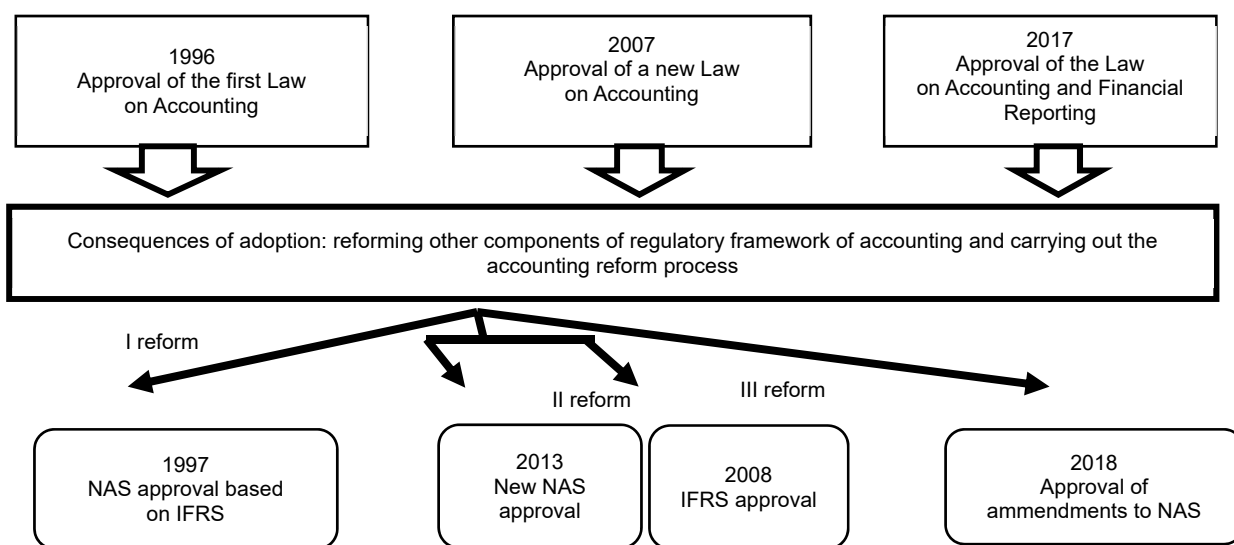 1996
Approval of the first Law
on Accounting
2007
Approval of a new Law
on Accounting
2017
Approval of the Law
on Accounting and Financial
Reporting
Consequences of adoption: reforming other components of regulatory framework of accounting and carrying out the
accounting reform process
I reform
II reform
III reform
1997
NAS approval based
on IFRS
2013
New NAS
approval
2008
IFRS approval
2018
Approval of
ammendments to NAS